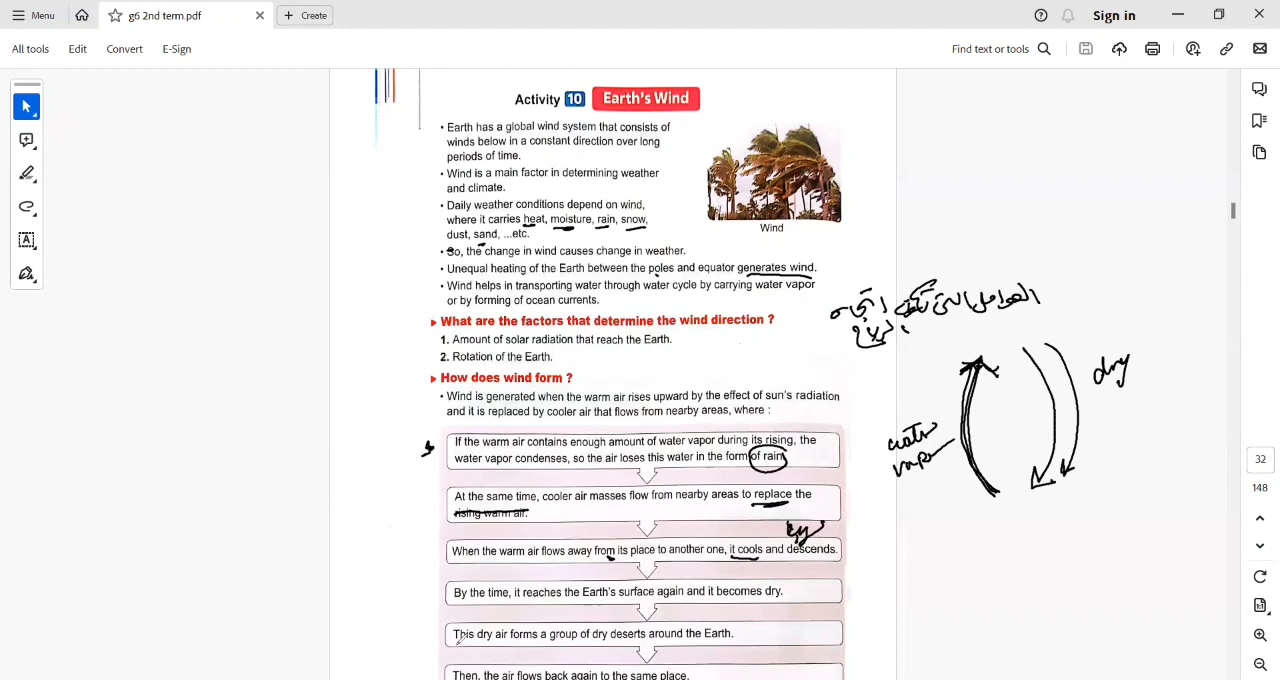 Menu
g6 2nd term.pdf
Create
Sign in
All tools
Edit
Convert
E-Sign
Find text or tools
Activity 10 Earth's Wind
• Earth has a global wind system that consists of
winds below in a constant direction over long
periods of time.
• Wind is a main factor in determining weather
and climate.
• Daily weather conditions depend on wind,
where it carries heat, moisture, rain, snow,
dust, sand, ...etc.
• So, the change in wind causes change in weather.
• Unequal heating of the Earth between the poles and equator generates wind.
• Wind helps in transporting water through water cycle by carrying water vapor
or by forming of ocean currents.
Wind
What are the factors that determine the wind direction ?
1. Amount of solar radiation that reach the Earth.
2. Rotation of the Earth.
How does wind form ?
• Wind is generated when the warm air rises upward by the effect of sun's radiation
and it is replaced by cooler air that flows from nearby areas, where :
If the warm air contains enough amount of water vapor during its rising, the
water vapor condenses, so the air loses this water in the form of rain
At the same time, cooler air masses flow from nearby areas to replace the
rising warm air.
When the warm air flows away from its place to another one, it cools and descends.
By the time, it reaches the Earth's surface again and it becomes dry.
This dry air forms a group of dry deserts around the Earth.
Then, the air flows back again to the same place.
العوامل التي
الرياح
dry
water
vapor
32
148